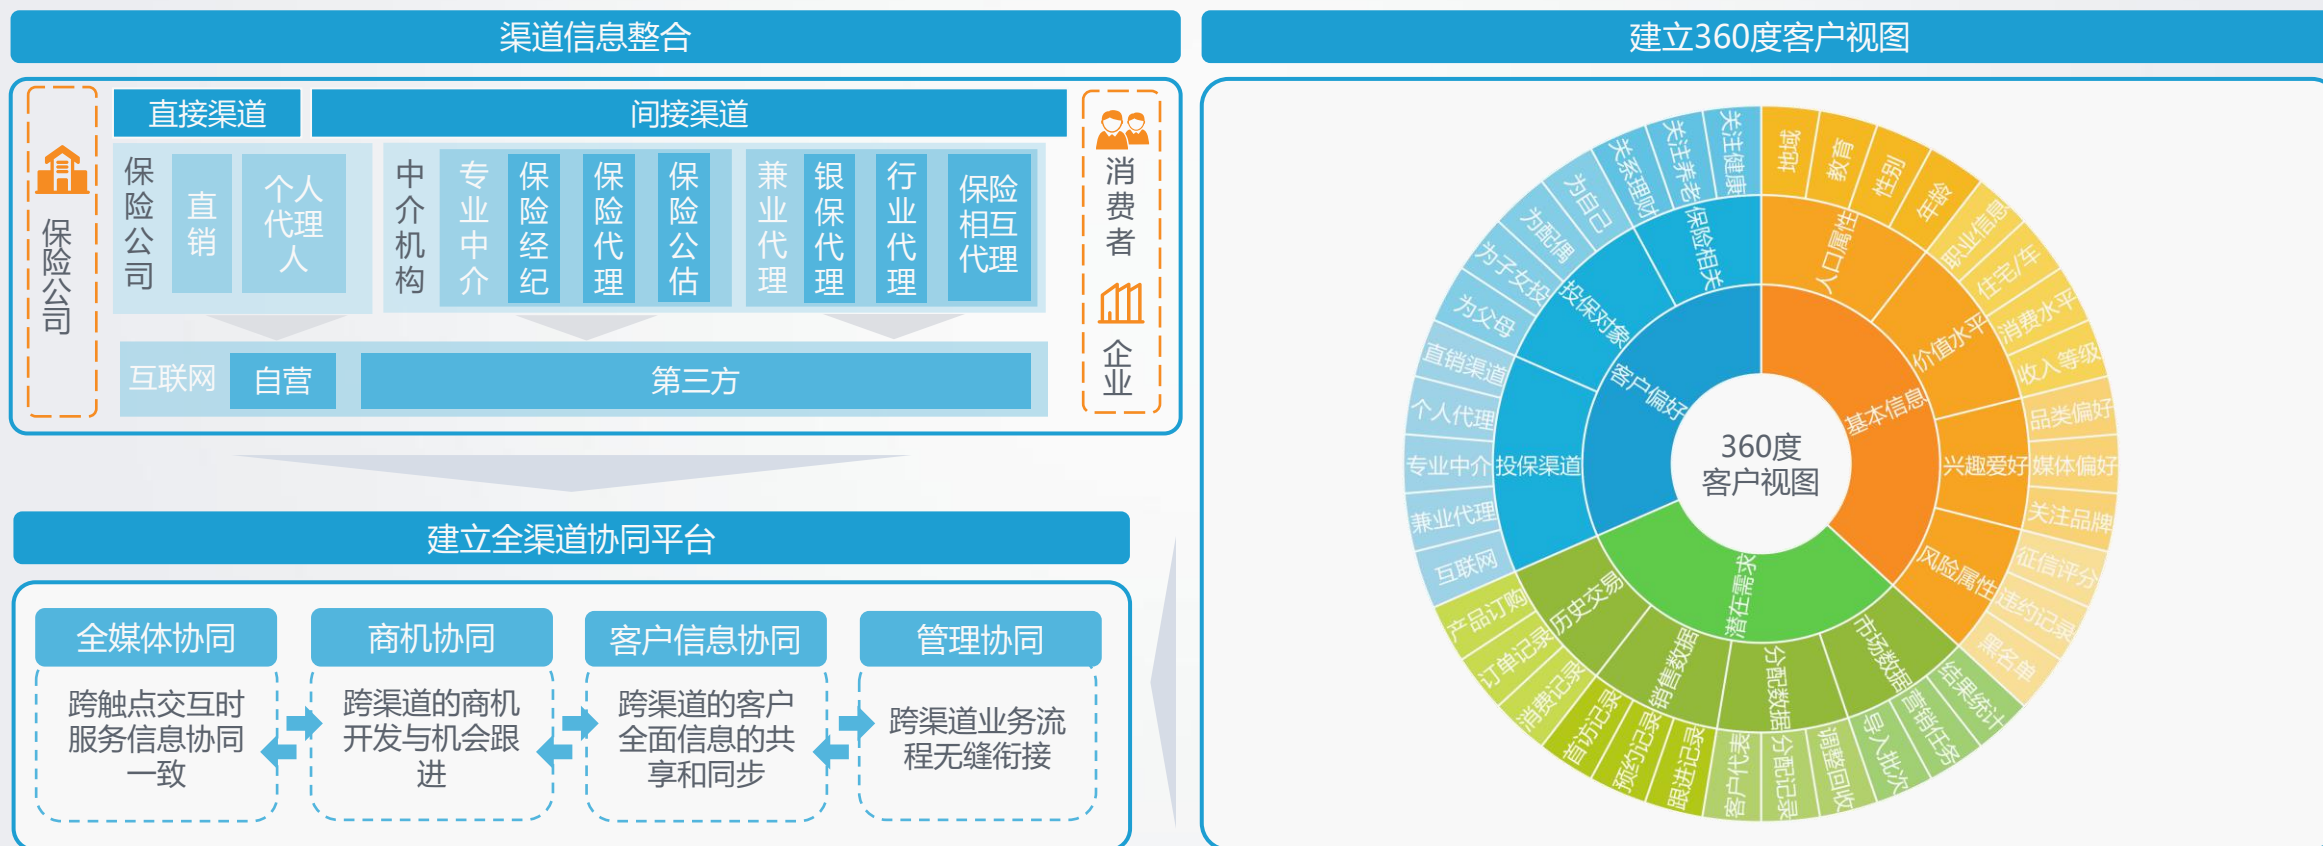 渠道信息整合
保险公司
直接渠道
间接渠道
保险公司
直销
个人
代理
人
中介机构
专业中介
保险经纪
保险代理
保险公估
兼业代理
银保代理
行业代理
保险
相互
代理
互联网
自营
第三方
消费者
企业
建立全渠道协同平台
全媒体协同
跨触点交互时
服务信息协同
一致
商机协同
跨渠道的商机
开发与机会跟
进
客户信息协同
跨渠道的客户
全面信息的共
享和同步
管理协同
跨渠道业务流
程无缝衔接
建立360度客户视图
360度
客户视图
基本信息
人口属性
地域
教育
性别
年龄
价值水平
职业信息
住宅/车
消费水平
收入等级
兴趣爱好
品类偏好
媒体偏好
关注品牌
风险属性
征信评分
违约记录
黑名单
潜在需求
市场数据
结果统计
营销任务
导入批次
分配数据
调整回收
分配记录
客户代表
销售数据
跟进记录
预约记录
首访记录
历史交易
消费记录
订单记录
产品订购
客户偏好
投保渠道
互联网
兼业代理
专业中介
个人代理
直销渠道
投保对象
为父母
为子女投
为配偶
为自己
保险相关
关系理财
关注养老
关注健康